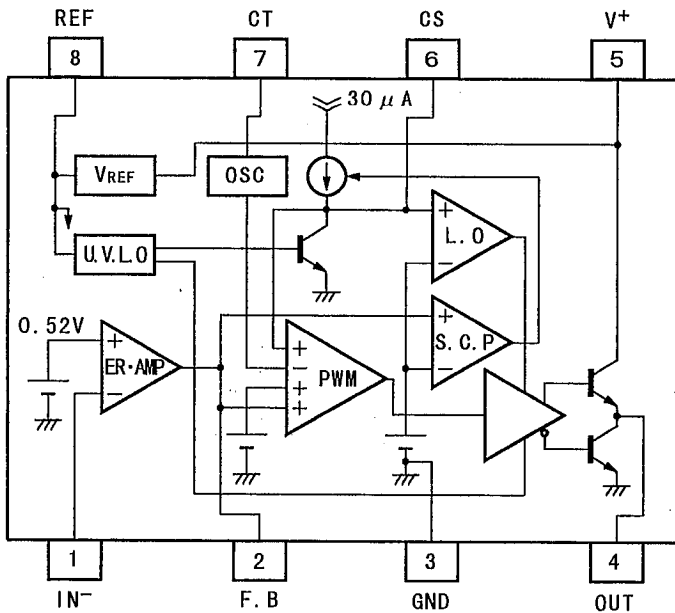 REF CT CS V+
8 7 6 5
30 μA
VREF OSC
+
L.O
−
U.V.L.O
0.52V
+
ER·AMP
−
+
S.C.P
−
+
−
+
+
PWM
1 2 3 4
IN− F.B GND OUT